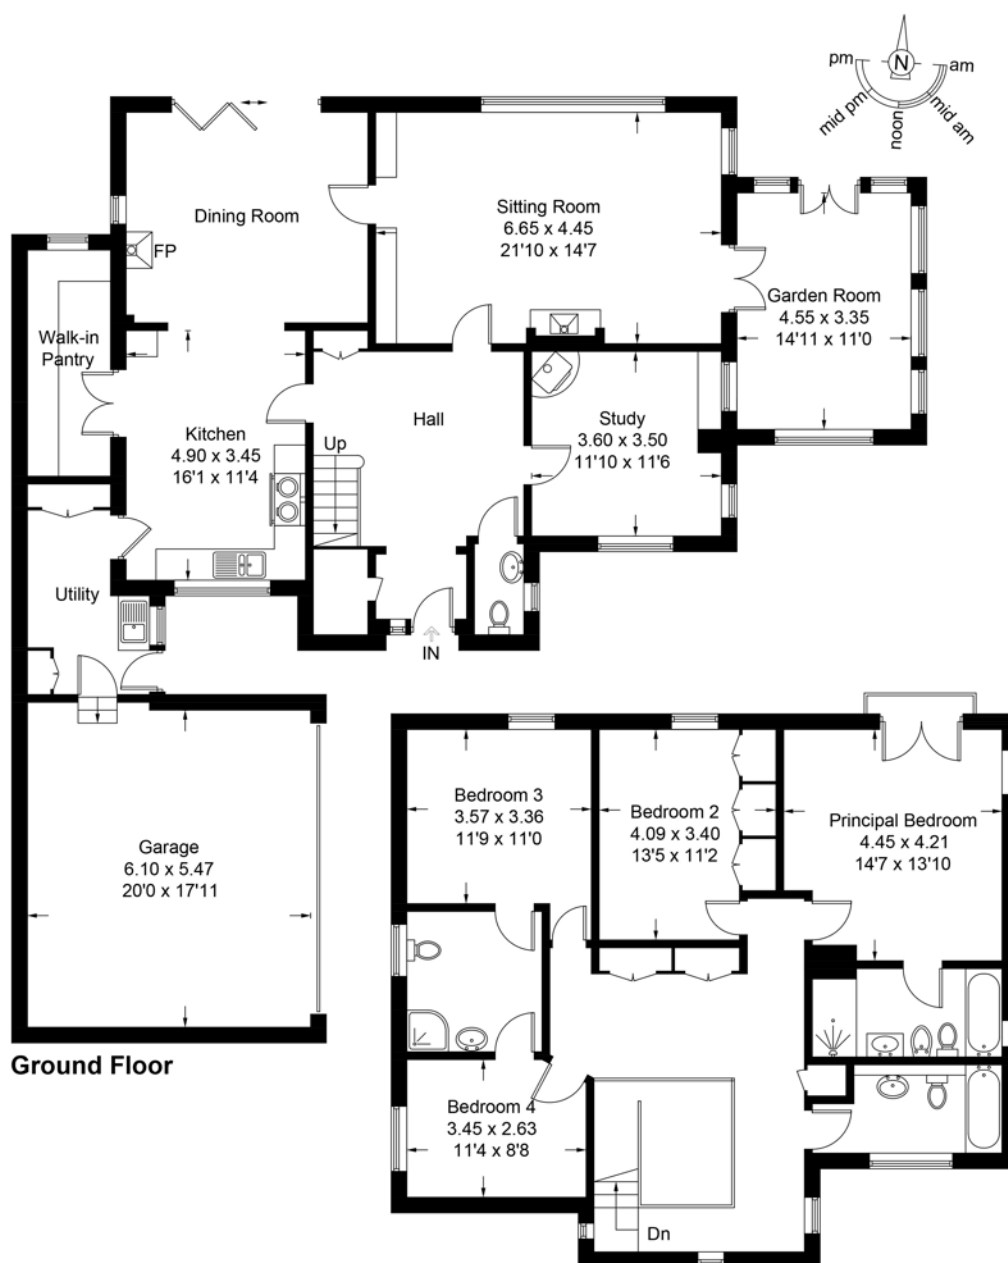 N
pm
am
mid pm
noon
mid am
Dining Room
FP
Sitting Room
6.65 x 4.45
21'10 x 14'7
Garden Room
4.55 x 3.35
14'11 x 11'0
Walk-in
Pantry
Kitchen
4.90 x 3.45
16'1 x 11'4
Hall
Up
Study
3.60 x 3.50
11'10 x 11'6
Utility
IN
Garage
6.10 x 5.47
20'0 x 17'11
Ground Floor
Bedroom 3
3.57 x 3.36
11'9 x 11'0
Bedroom 2
4.09 x 3.40
13'5 x 11'2
Principal Bedroom
4.45 x 4.21
14'7 x 13'10
Bedroom 4
3.45 x 2.63
11'4 x 8'8
Dn